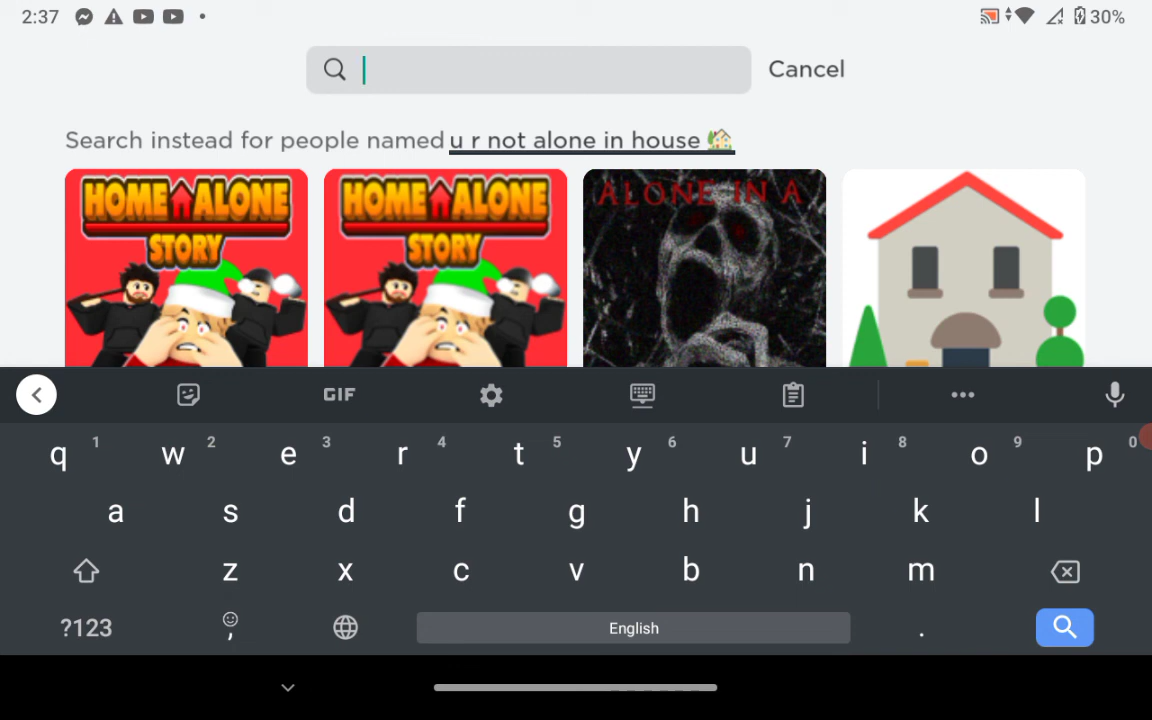 2:37
30%
Cancel
Search instead for people named u r not alone in house 🏡
HOME ALONE
STORY
HOME ALONE
STORY
ALONE IN A
GIF
q 1 w 2 e 3 r 4 t 5 y 6 u 7 i 8 o 9 p 0
a s d f g h j k l
z x c v b n m
?123 , English .